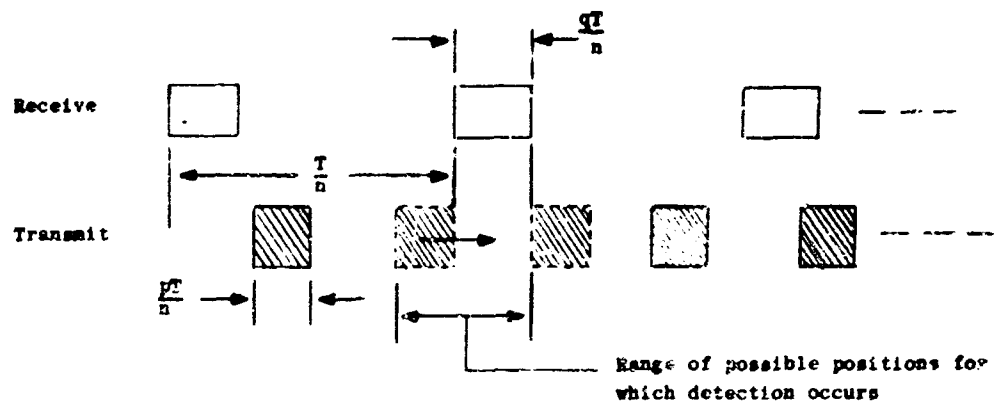 qT
n
Receive
T
n
Transmit
pT
n
Range of possible positions for
which detection occurs